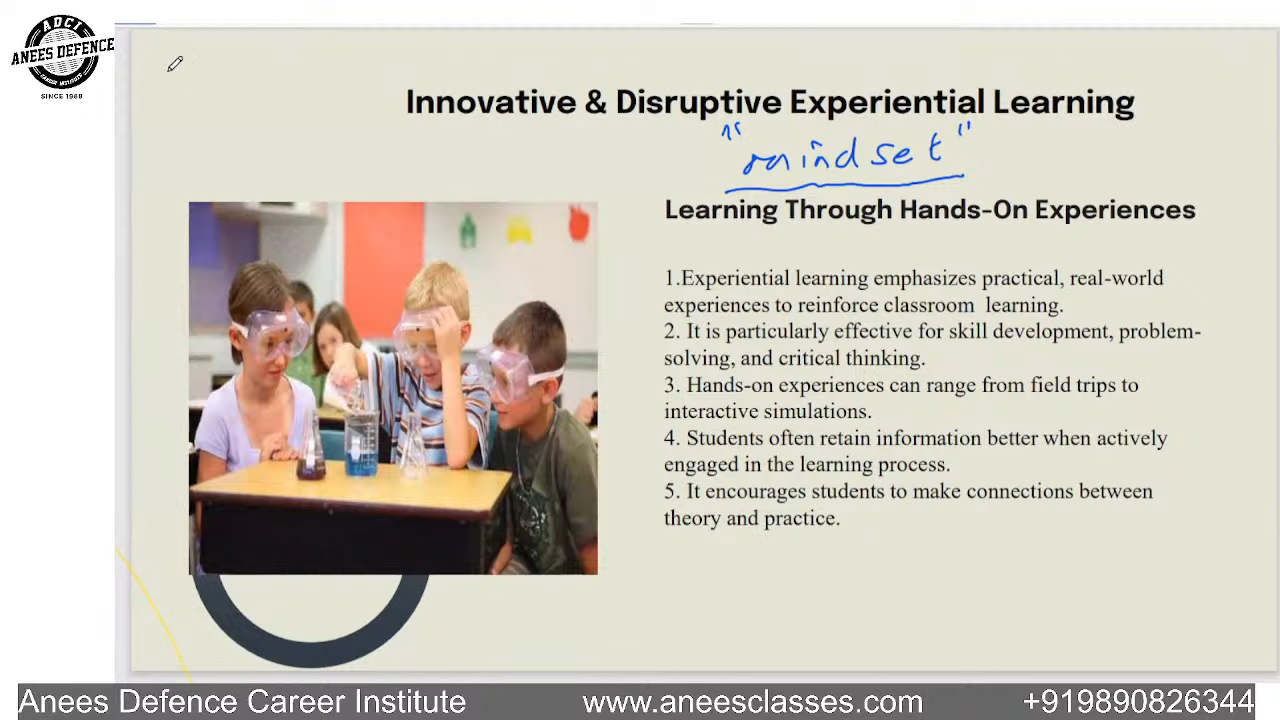 ADCI
ANEES DEFENCE
CAREER INSTITUTE
SINCE 1968
Innovative & Disruptive Experiential Learning
"mindset"
Learning Through Hands-On Experiences
1.Experiential learning emphasizes practical, real-world
experiences to reinforce classroom learning.
2. It is particularly effective for skill development, problem-
solving, and critical thinking.
3. Hands-on experiences can range from field trips to
interactive simulations.
4. Students often retain information better when actively
engaged in the learning process.
5. It encourages students to make connections between
theory and practice.
Anees Defence Career Institute www.aneesclasses.com +919890826344